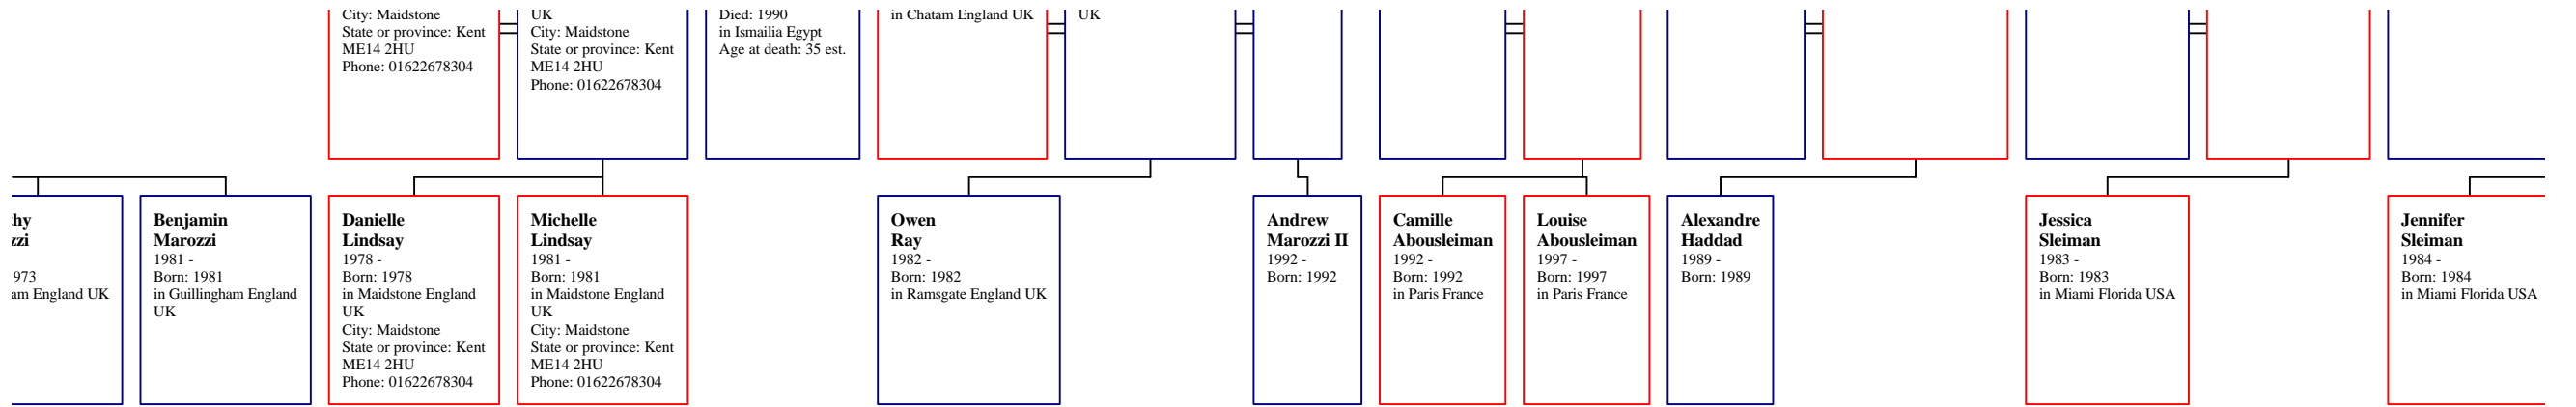 City: Maidstone
State or province: Kent
ME14 2HU
Phone: 01622678304
UK
City: Maidstone
State or province: Kent
ME14 2HU
Phone: 01622678304
Died: 1990
in Ismailia Egypt
Age at death: 35 est.
in Chatam England UK
UK
hy
zzi
973
am England UK
Benjamin
Marozzi
1981 -
Born: 1981
in Guillingham England
UK
Danielle
Lindsay
1978 -
Born: 1978
in Maidstone England
UK
City: Maidstone
State or province: Kent
ME14 2HU
Phone: 01622678304
Michelle
Lindsay
1981 -
Born: 1981
in Maidstone England
UK
City: Maidstone
State or province: Kent
ME14 2HU
Phone: 01622678304
Owen
Ray
1982 -
Born: 1982
in Ramsgate England UK
Andrew
Marozzi II
1992 -
Born: 1992
Camille
Abousleiman
1992 -
Born: 1992
in Paris France
Louise
Abousleiman
1997 -
Born: 1997
in Paris France
Alexandre
Haddad
1989 -
Born: 1989
Jessica
Sleiman
1983 -
Born: 1983
in Miami Florida USA
Jennifer
Sleiman
1984 -
Born: 1984
in Miami Florida USA